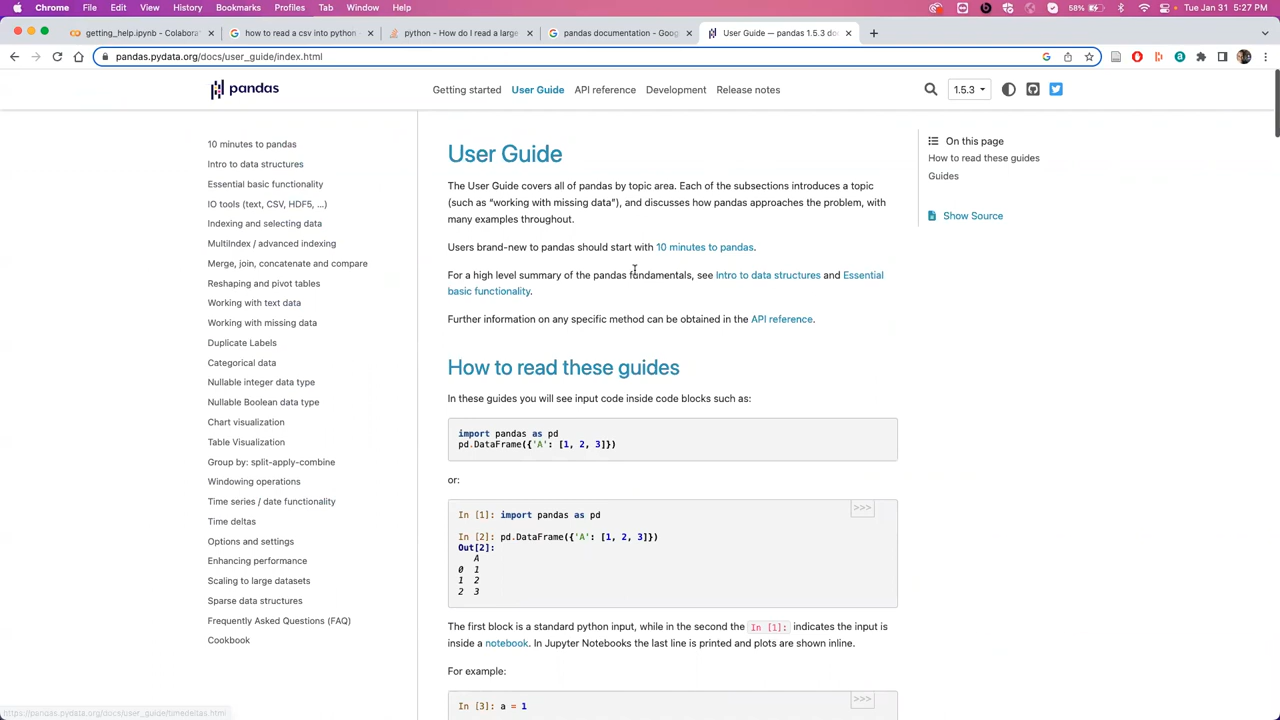 Chrome File Edit View History Bookmarks Profiles Tab Window Help 58% Tue Jan 31 5:27 PM
getting_help.ipynb - Colabora
how to read a csv into python
python - How do I read a large
pandas documentation - Goog
User Guide — pandas 1.5.3 do
pandas.pydata.org/docs/user_guide/index.html
pandas
Getting started User Guide API reference Development Release notes
1.5.3
10 minutes to pandas
Intro to data structures
Essential basic functionality
IO tools (text, CSV, HDF5, …)
Indexing and selecting data
MultiIndex / advanced indexing
Merge, join, concatenate and compare
Reshaping and pivot tables
Working with text data
Working with missing data
Duplicate Labels
Categorical data
Nullable integer data type
Nullable Boolean data type
Chart visualization
Table Visualization
Group by: split-apply-combine
Windowing operations
Time series / date functionality
Time deltas
Options and settings
Enhancing performance
Scaling to large datasets
Sparse data structures
Frequently Asked Questions (FAQ)
Cookbook
User Guide
The User Guide covers all of pandas by topic area. Each of the subsections introduces a topic
(such as “working with missing data”), and discusses how pandas approaches the problem, with
many examples throughout.
Users brand-new to pandas should start with 10 minutes to pandas.
For a high level summary of the pandas fundamentals, see Intro to data structures and Essential
basic functionality.
Further information on any specific method can be obtained in the API reference.
How to read these guides
In these guides you will see input code inside code blocks such as:
import pandas as pd
pd.DataFrame({'A': [1, 2, 3]})
or:
>>>
In [1]: import pandas as pd
In [2]: pd.DataFrame({'A': [1, 2, 3]})
Out[2]:
A
0 1
1 2
2 3
The first block is a standard python input, while in the second the In [1]: indicates the input is
inside a notebook. In Jupyter Notebooks the last line is printed and plots are shown inline.
For example:
>>>
In [3]: a = 1
On this page
How to read these guides
Guides
Show Source
https://pandas.pydata.org/docs/user_guide/timedeltas.html